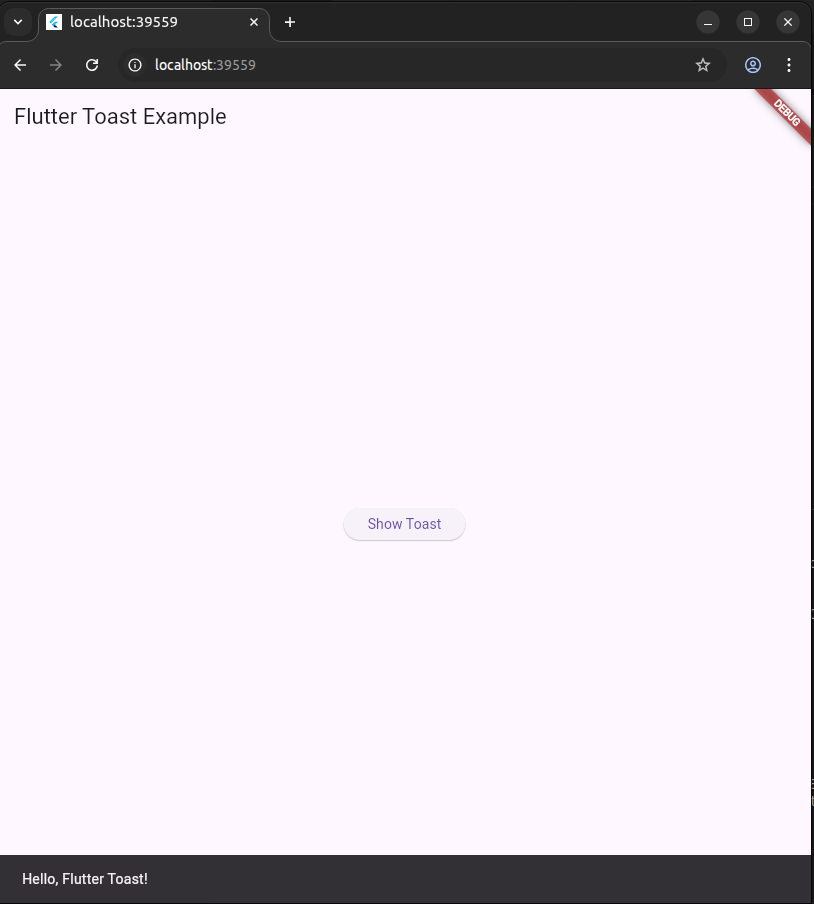 localhost:39559
localhost:39559
Flutter Toast Example
DEBUG
Show Toast
Hello, Flutter Toast!